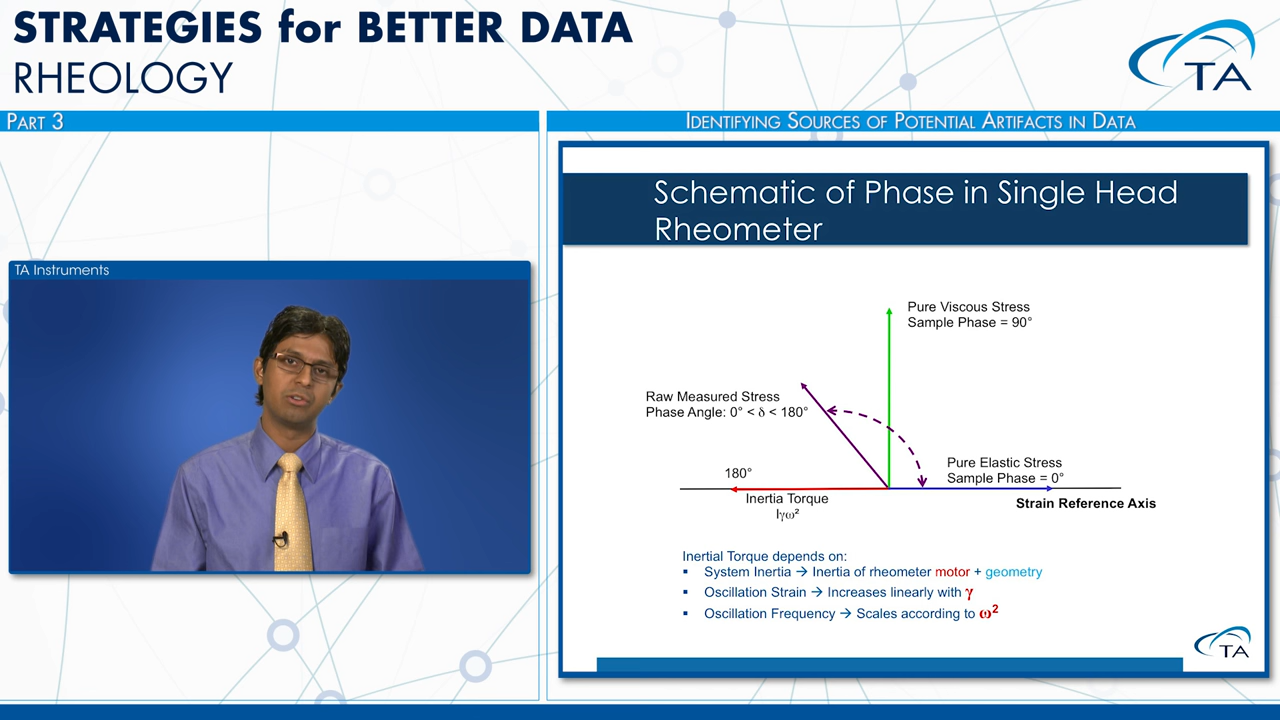 STRATEGIES for BETTER DATA
RHEOLOGY
TA
PART 3
IDENTIFYING SOURCES OF POTENTIAL ARTIFACTS IN DATA
TA Instruments
Schematic of Phase in Single Head
Rheometer
Pure Viscous Stress
Sample Phase = 90°
Raw Measured Stress
Phase Angle: 0° < δ < 180°
Pure Elastic Stress
Sample Phase = 0°
180°
Inertia Torque
Iγω²
Strain Reference Axis
Inertial Torque depends on:
▪ System Inertia → Inertia of rheometer motor + geometry
▪ Oscillation Strain → Increases linearly with γ
▪ Oscillation Frequency → Scales according to ω²
TA